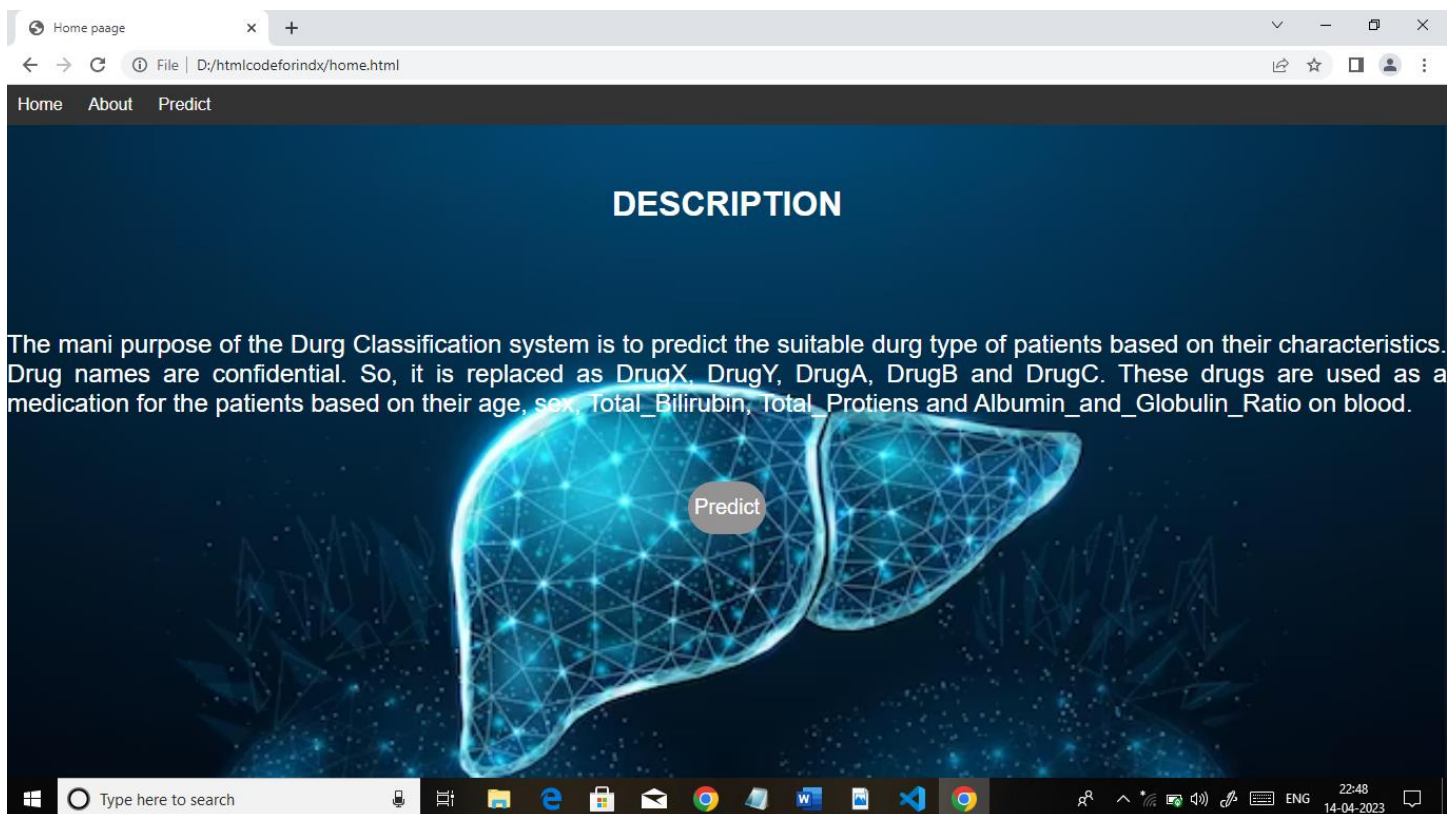 Home paage
File | D:/htmlcodeforindx/home.html
Home About Predict
DESCRIPTION
The mani purpose of the Durg Classification system is to predict the suitable durg type of patients based on their characteristics.
Drug names are confidential. So, it is replaced as DrugX, DrugY, DrugA, DrugB and DrugC. These drugs are used as a
medication for the patients based on their age, sex, Total_Bilirubin, Total_Protiens and Albumin_and_Globulin_Ratio on blood.
Predict
Type here to search
ENG
22:48
14-04-2023